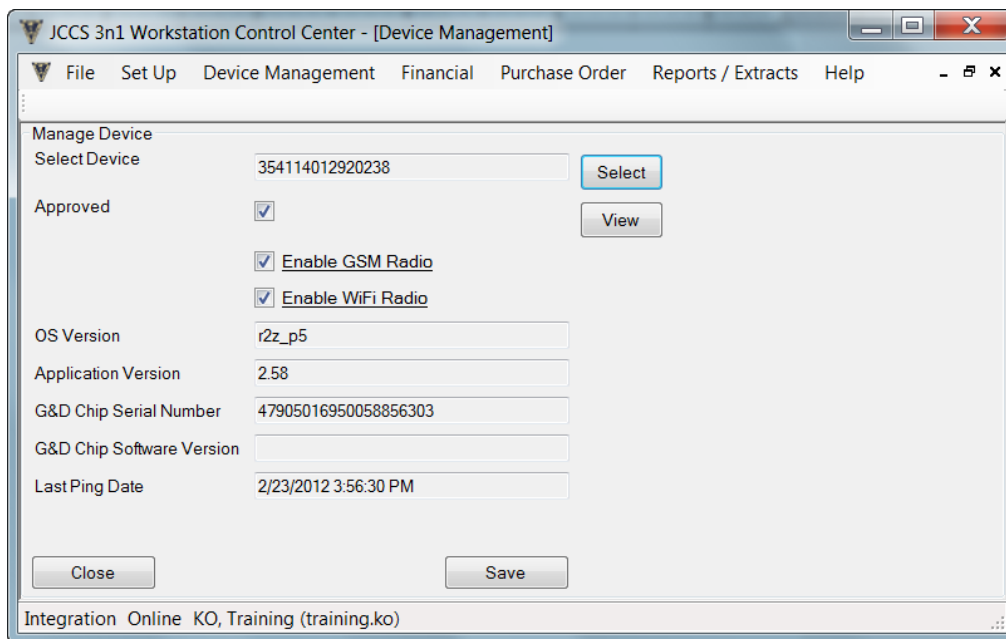 JCCS 3n1 Workstation Control Center - [Device Management]
File Set Up Device Management Financial Purchase Order Reports / Extracts Help
Manage Device
Select Device 354114012920238 Select
Approved View
Enable GSM Radio
Enable WiFi Radio
OS Version r2z_p5
Application Version 2.58
G&D Chip Serial Number 47905016950058856303
G&D Chip Software Version
Last Ping Date 2/23/2012 3:56:30 PM
Close Save
Integration Online KO, Training (training.ko)